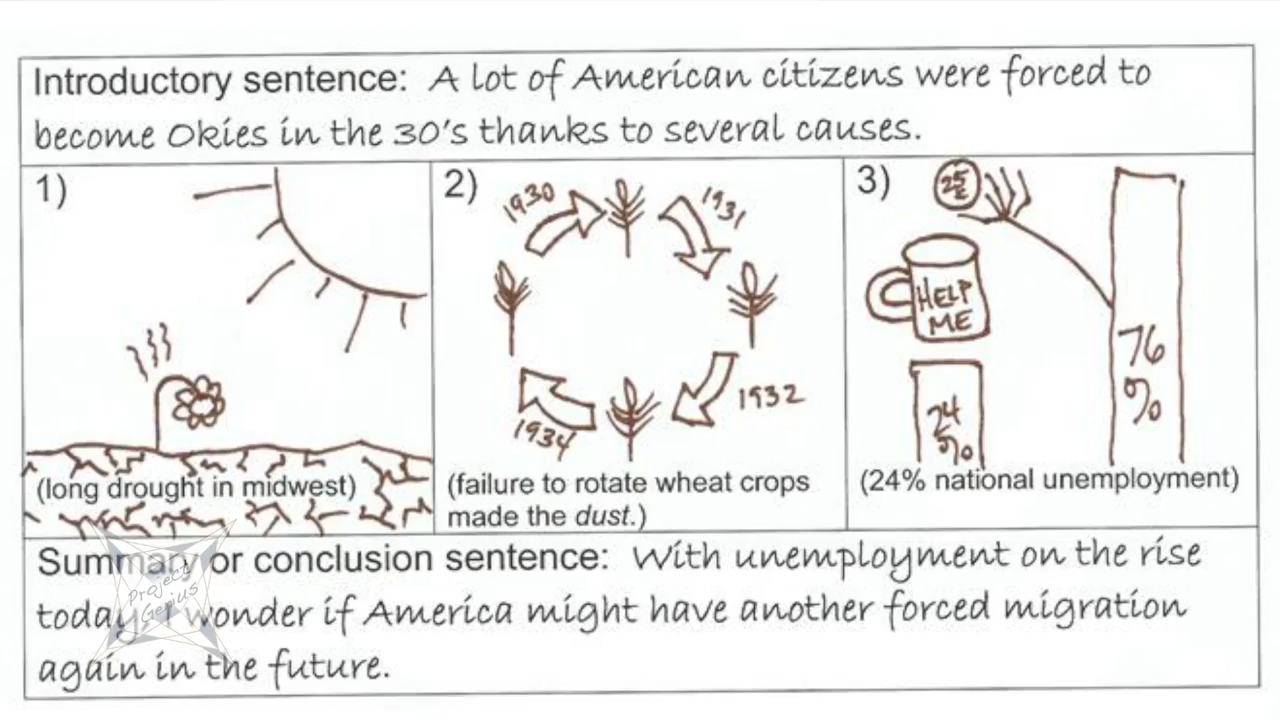 Introductory sentence: A lot of American citizens were forced to
become Okies in the 30's thanks to several causes.
1)
2)
1930
1931
1932
1934
3)
25¢
HELP
ME
24
%
76
%
(long drought in midwest)
(failure to rotate wheat crops
made the dust.)
(24% national unemployment)
Summary or conclusion sentence: With unemployment on the rise
today I wonder if America might have another forced migration
again in the future.
Project
Genius